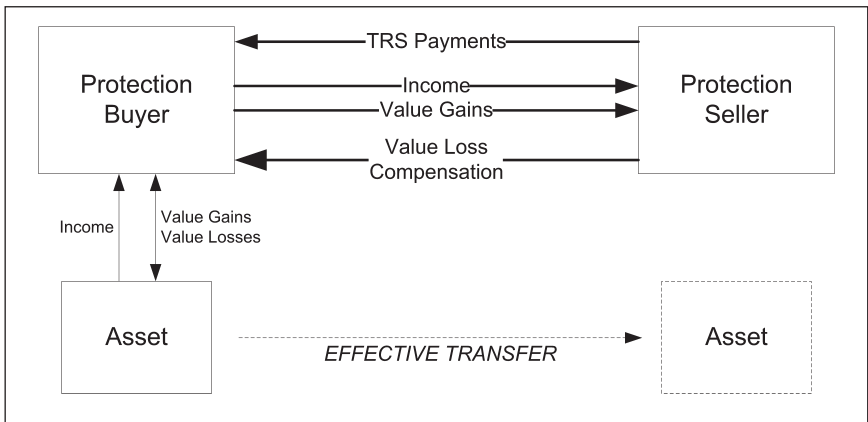 TRS Payments
Protection
Buyer
Income
Value Gains
Protection
Seller
Value Loss
Compensation
Income
Value Gains
Value Losses
Asset
EFFECTIVE TRANSFER
Asset